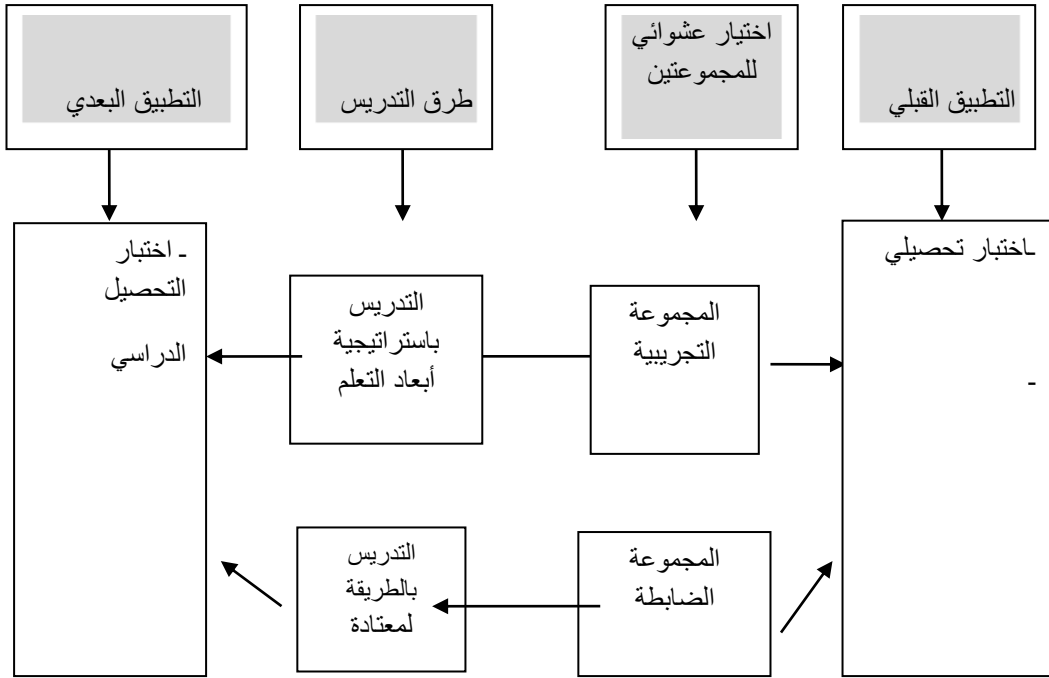 التطبيق القبلي
اختيار عشوائي
للمجموعتين
طرق التدريس
التطبيق البعدي
ـاختبار تحصيلي
-
المجموعة
التجريبية
التدريس
باستراتيجية
أبعاد التعلم
ـ اختبار
التحصيل
الدراسي
المجموعة
الضابطة
التدريس
بالطريقة
لمعتادة